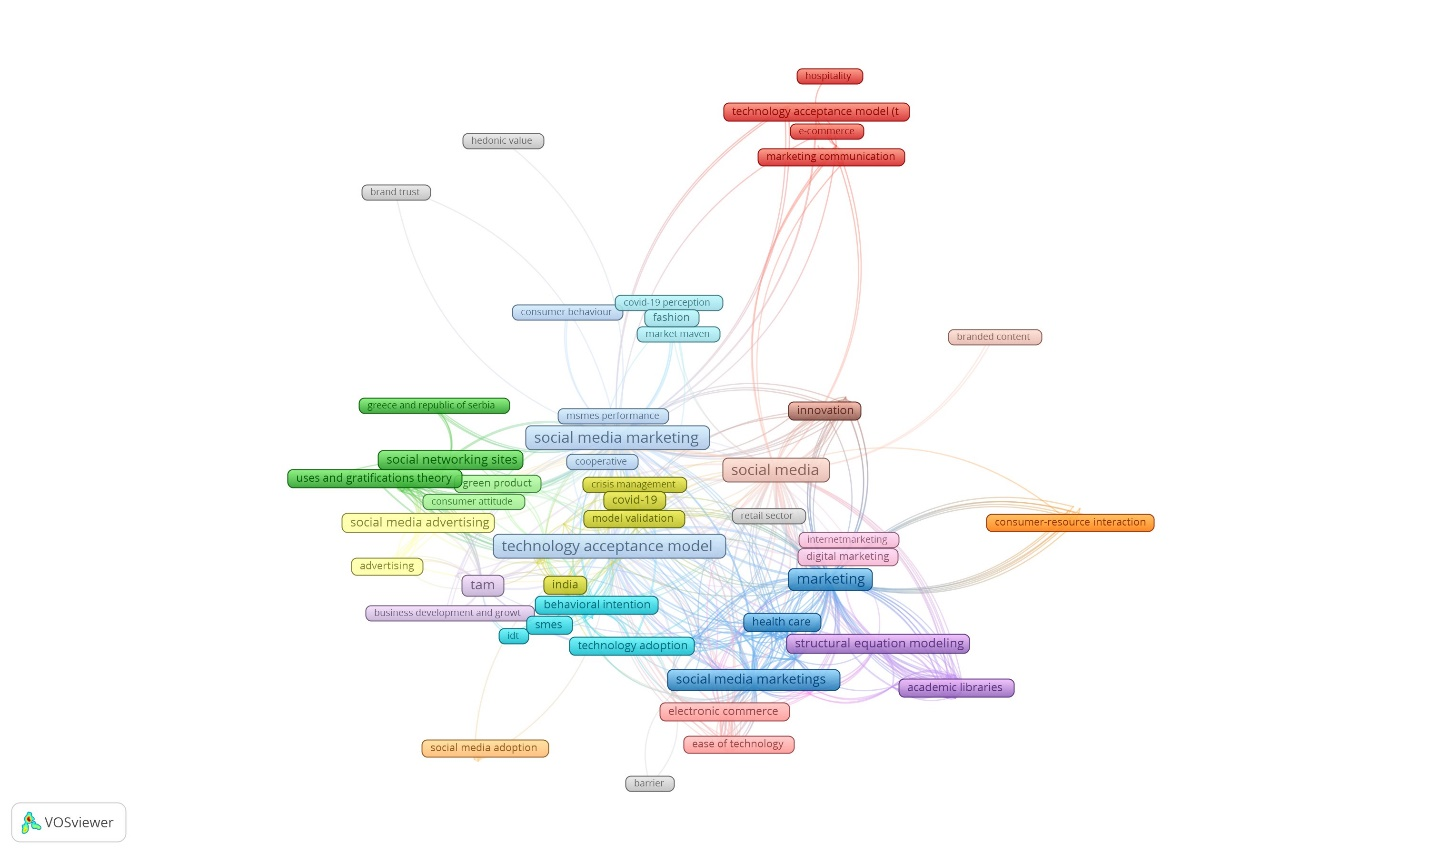 hospitality
technology acceptance model (t
e-commerce
hedonic value
marketing communication
brand trust
covid-19 perception
consumer behaviour
fashion
market maven
branded content
greece and republic of serbia
innovation
msmes performance
social media marketing
social networking sites
cooperative
social media
uses and gratifications theory
green product
crisis management
consumer attitude
covid-19
retail sector
model validation
social media advertising
consumer-resource interaction
internetmarketing
technology acceptance model
digital marketing
advertising
marketing
tam
india
behavioral intention
business development and growt
health care
smes
idt
technology adoption
structural equation modeling
social media marketings
academic libraries
electronic commerce
ease of technology
social media adoption
barrier
VOSviewer